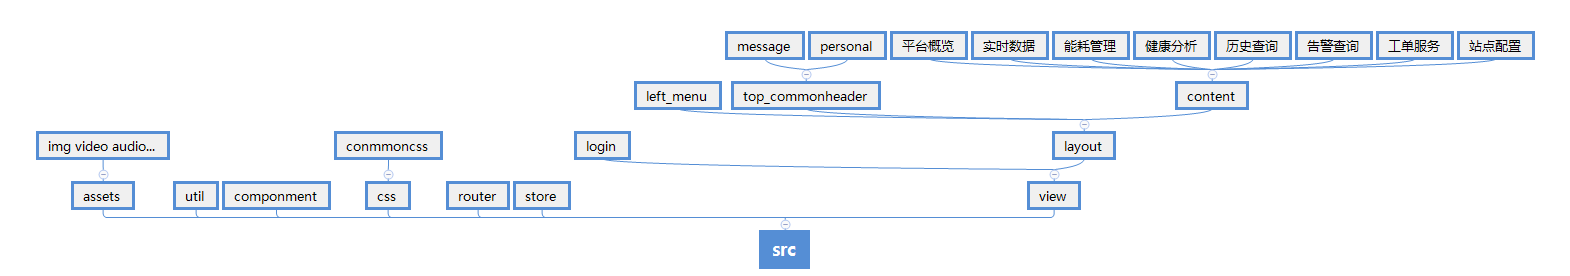 message
personal
平台概览
实时数据
能耗管理
健康分析
历史查询
告警查询
工单服务
站点配置
left_menu
top_commonheader
content
img video audio...
conmmoncss
login
layout
assets
util
componment
css
router
store
view
src